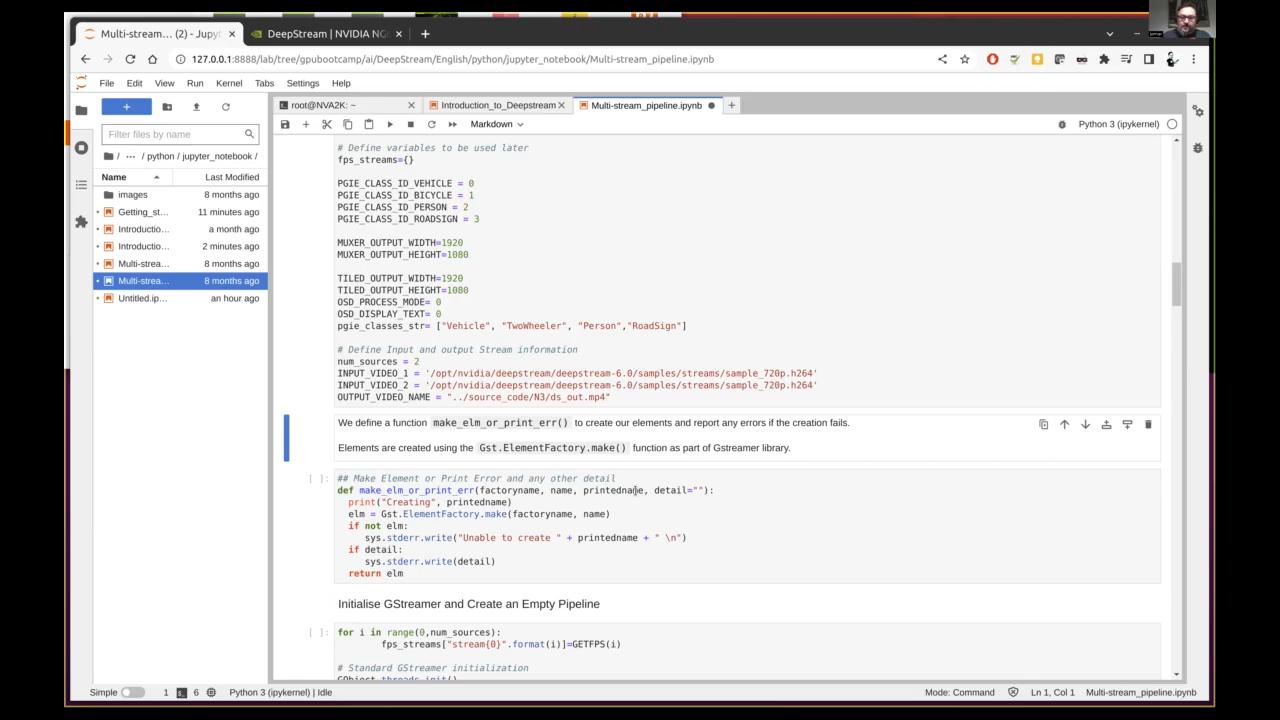 Multi-stream… (2) - Jupyt
DeepStream | NVIDIA NG
127.0.0.1:8888/lab/tree/gpubootcamp/ai/DeepStream/English/python/jupyter_notebook/Multi-stream_pipeline.ipynb
File Edit View Run Kernel Tabs Settings Help
root@NVA2K: ~
Introduction_to_Deepstream
Multi-stream_pipeline.ipynb
Markdown
Python 3 (ipykernel)
Filter files by name
/ ··· / python / jupyter_notebook /
Name Last Modified
images 8 months ago
Getting_st... 11 minutes ago
Introductio... a month ago
Introductio... 2 minutes ago
Multi-strea... 8 months ago
Multi-strea... 8 months ago
Untitled.ip... an hour ago
# Define variables to be used later
fps_streams={}
PGIE_CLASS_ID_VEHICLE = 0
PGIE_CLASS_ID_BICYCLE = 1
PGIE_CLASS_ID_PERSON = 2
PGIE_CLASS_ID_ROADSIGN = 3
MUXER_OUTPUT_WIDTH=1920
MUXER_OUTPUT_HEIGHT=1080
TILED_OUTPUT_WIDTH=1920
TILED_OUTPUT_HEIGHT=1080
OSD_PROCESS_MODE= 0
OSD_DISPLAY_TEXT= 0
pgie_classes_str= ["Vehicle", "TwoWheeler", "Person","RoadSign"]
# Define Input and output Stream information
num_sources = 2
INPUT_VIDEO_1 = '/opt/nvidia/deepstream/deepstream-6.0/samples/streams/sample_720p.h264'
INPUT_VIDEO_2 = '/opt/nvidia/deepstream/deepstream-6.0/samples/streams/sample_720p.h264'
OUTPUT_VIDEO_NAME = "../source_code/N3/ds_out.mp4"
We define a function make_elm_or_print_err() to create our elements and report any errors if the creation fails.
Elements are created using the Gst.ElementFactory.make() function as part of Gstreamer library.
[ ]: ## Make Element or Print Error and any other detail
def make_elm_or_print_err(factoryname, name, printedname, detail=""):
print("Creating", printedname)
elm = Gst.ElementFactory.make(factoryname, name)
if not elm:
sys.stderr.write("Unable to create " + printedname + " \n")
if detail:
sys.stderr.write(detail)
return elm
Initialise GStreamer and Create an Empty Pipeline
[ ]: for i in range(0,num_sources):
fps_streams["stream{0}".format(i)]=GETFPS(i)
# Standard GStreamer initialization
GObject.threads_init()
Simple 1 6 Python 3 (ipykernel) | Idle
Mode: Command Ln 1, Col 1 Multi-stream_pipeline.ipynb